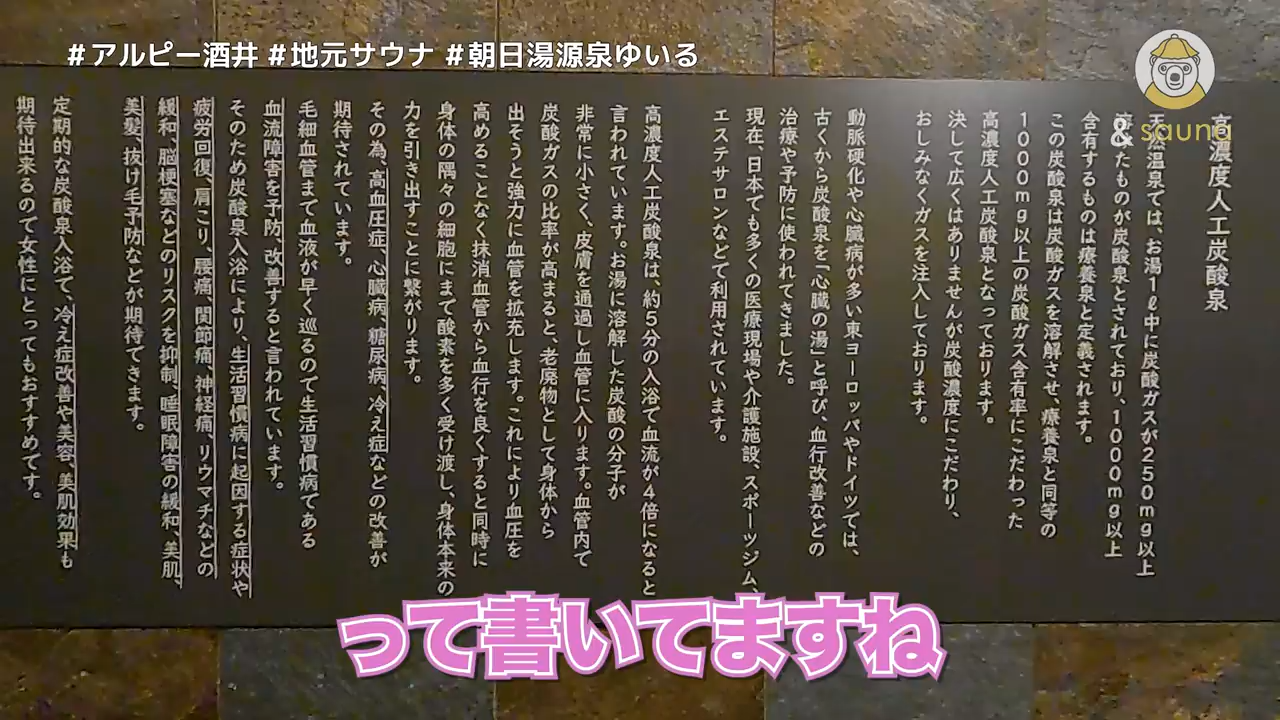 #アルピー酒井 #地元サウナ #朝日湯源泉ゆいる
& sauna
高濃度人工炭酸泉
天然温泉では、お湯1ℓ中に炭酸ガスが250mg以上
たものが炭酸泉とされており、1000mg以上
含有するものは療養泉と定義されます。
この炭酸泉は炭酸ガスを溶解させ、療養泉と同等の
1000mg以上の炭酸ガス含有率にこだわった
高濃度人工炭酸泉となっております。
決して広くはありませんが炭酸濃度にこだわり、
おしみなくガスを注入しております。
動脈硬化や心臓病が多い東ヨーロッパやドイツでは、
古くから炭酸泉を「心臓の湯」と呼び、血行改善などの
治療や予防に使われてきました。
現在、日本でも多くの医療現場や介護施設、スポーツジム、
エステサロンなどで利用されています。
高濃度人工炭酸泉は、約5分の入浴で血流が4倍になると
言われています。お湯に溶解した炭酸の分子が
非常に小さく、皮膚を通過し血管に入ります。血管内で
炭酸ガスの比率が高まると、老廃物として身体から
出そうと強力に血管を拡充します。これにより血圧を
高めることなく抹消血管から血行を良くすると同時に
身体の隅々の細胞にまで酸素を多く受け渡し、身体本来の
力を引き出すことに繋がります。
その為、高血圧症、心臓病、糖尿病、冷え症などの改善が
期待されています。
毛細血管まで血液が早く巡るので生活習慣病である
血流障害を予防、改善すると言われています。
そのため炭酸泉入浴により、生活習慣病に起因する症状や
疲労回復、肩こり、腰痛、関節痛、神経痛、リウマチなどの
緩和、脳梗塞などのリスクを抑制、睡眠障害の緩和、美肌、
美髪、抜け毛予防などが期待できます。
定期的な炭酸泉入浴で、冷え症改善や美容、美肌効果も
期待出来るので女性にとってもおすすめです。
って書いてますね